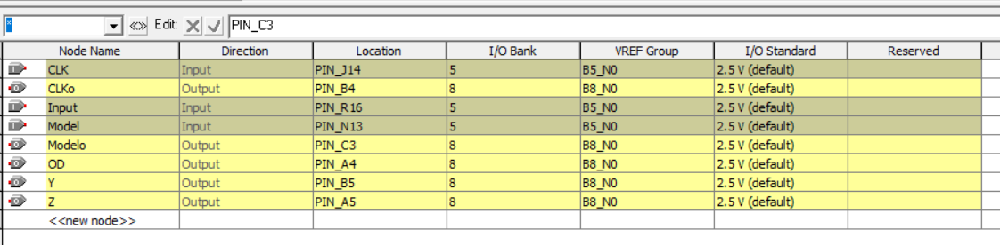 * Edit: PIN_C3
Node Name Direction Location I/O Bank VREF Group I/O Standard Reserved
CLK Input PIN_J14 5 B5_N0 2.5 V (default)
CLKo Output PIN_B4 8 B8_N0 2.5 V (default)
Input Input PIN_R16 5 B5_N0 2.5 V (default)
Model Input PIN_N13 5 B5_N0 2.5 V (default)
Modelo Output PIN_C3 8 B8_N0 2.5 V (default)
OD Output PIN_A4 8 B8_N0 2.5 V (default)
Y Output PIN_B5 8 B8_N0 2.5 V (default)
Z Output PIN_A5 8 B8_N0 2.5 V (default)
<<new node>>